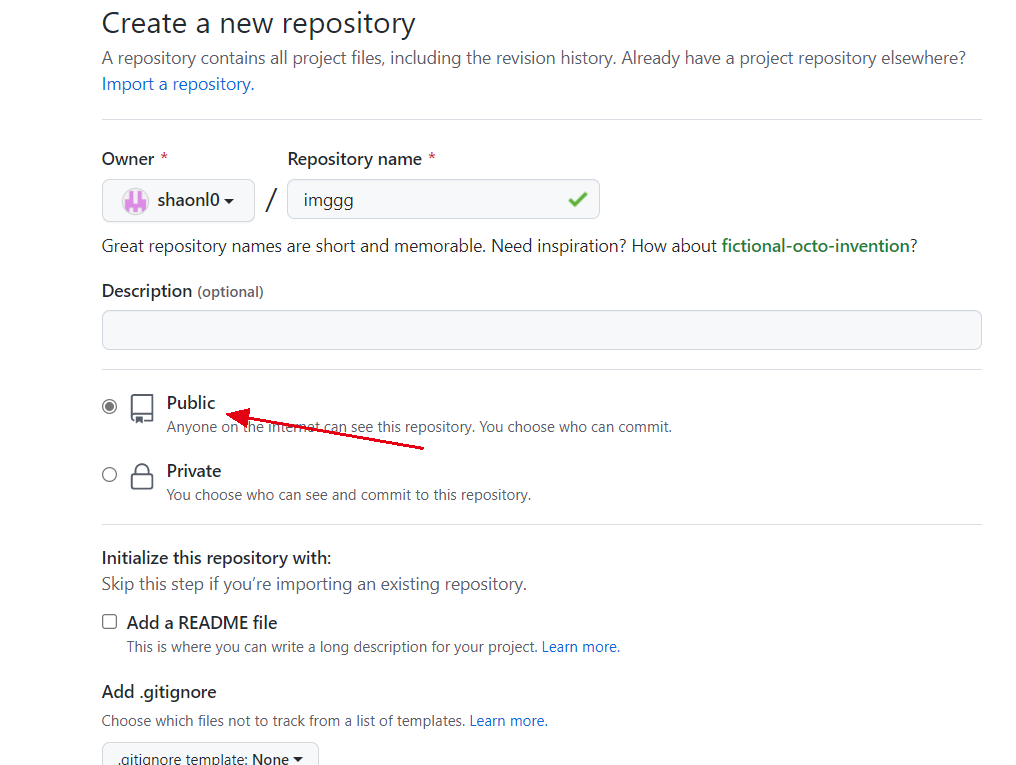 Create a new repository
A repository contains all project files, including the revision history. Already have a project repository elsewhere?
Import a repository.
Owner * Repository name *
shaonl0 / imggg
Great repository names are short and memorable. Need inspiration? How about fictional-octo-invention?
Description (optional)
Public
Anyone on the internet can see this repository. You choose who can commit.
Private
You choose who can see and commit to this repository.
Initialize this repository with:
Skip this step if you’re importing an existing repository.
Add a README file
This is where you can write a long description for your project. Learn more.
Add .gitignore
Choose which files not to track from a list of templates. Learn more.
.gitignore template: None